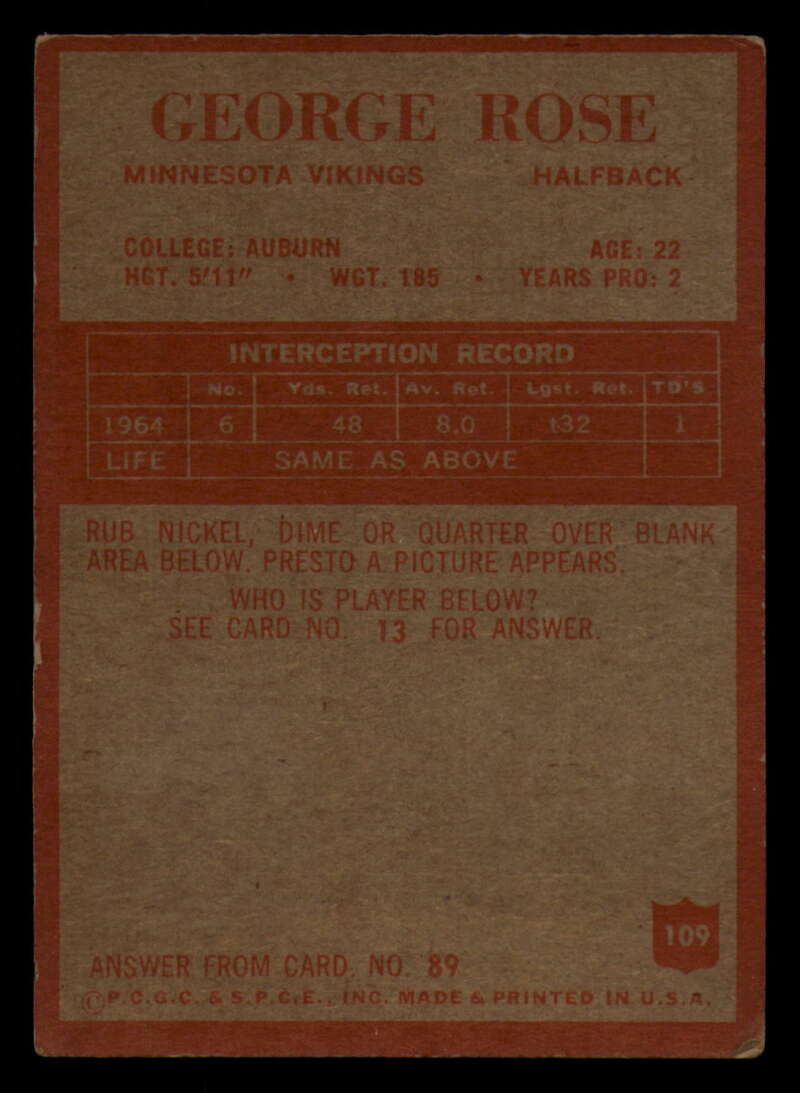 GEORGE ROSE
MINNESOTA VIKINGS HALFBACK
COLLEGE: AUBURN AGE: 22
HGT. 5'11" • WGT. 185 • YEARS PRO: 2
INTERCEPTION RECORD
No. Yds. Ret. Av. Ret. Lgst. Ret. TD'S
1964 6 48 8.0 t32 1
LIFE SAME AS ABOVE
RUB NICKEL, DIME OR QUARTER OVER BLANK
AREA BELOW. PRESTO A PICTURE APPEARS.
WHO IS PLAYER BELOW?
SEE CARD NO. 13 FOR ANSWER.
109
ANSWER FROM CARD. NO. 89
©P.C.G.C. & S.P.C.E., INC. MADE & PRINTED IN U.S.A.